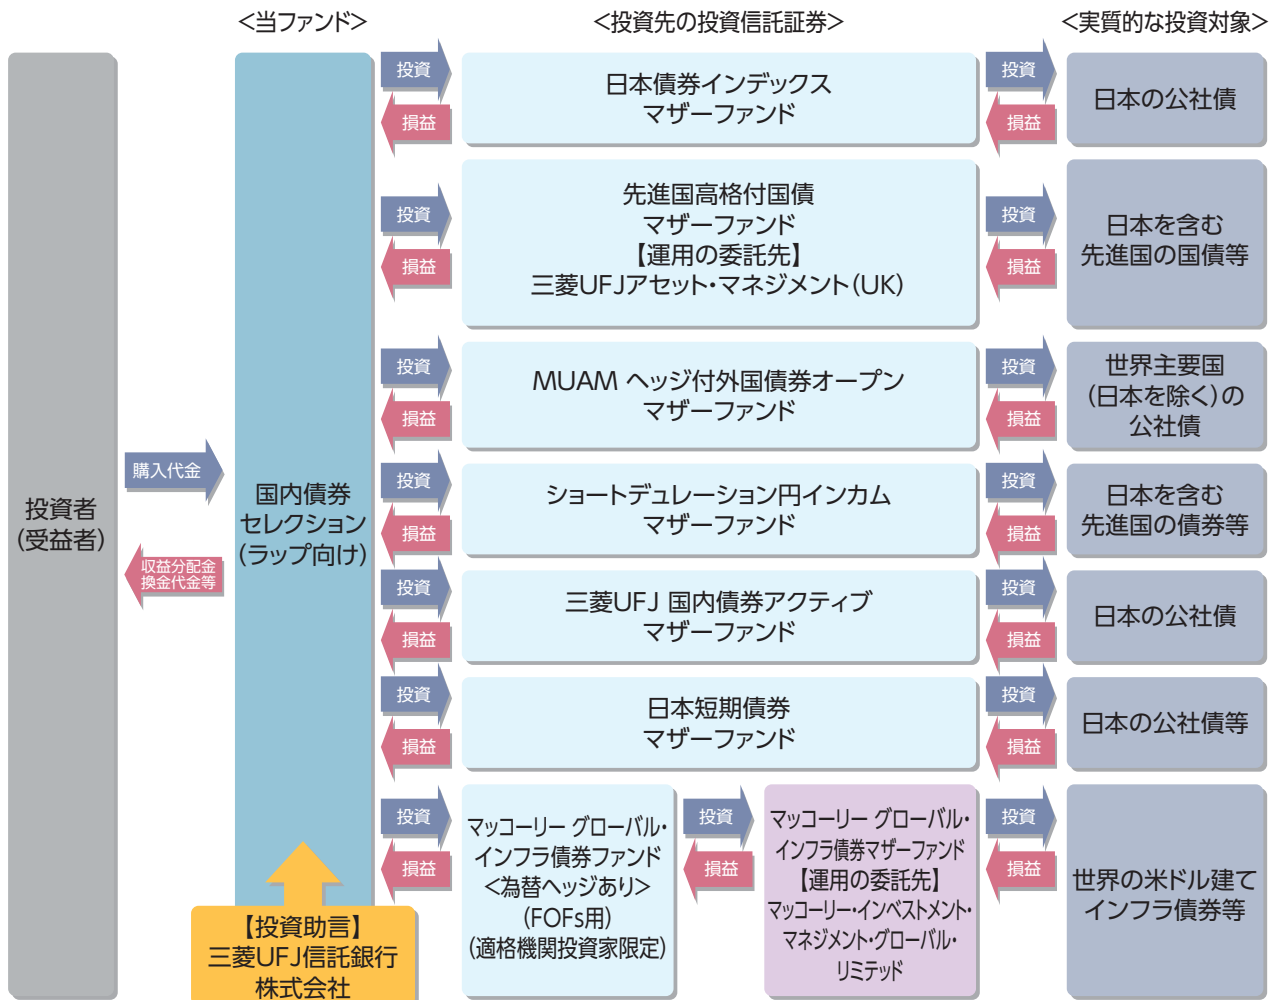 <当ファンド>
<投資先の投資信託証券>
<実質的な投資対象>
投資者
(受益者)
購入代金
収益分配金
換金代金等
国内債券
セレクション
(ラップ向け)
【投資助言】
三菱UFJ信託銀行
株式会社
投資
損益
日本債券インデックス
マザーファンド
投資
損益
日本の公社債
投資
損益
先進国高格付国債
マザーファンド
【運用の委託先】
三菱UFJアセット・マネジメント(UK)
投資
損益
日本を含む
先進国の国債等
投資
損益
MUAM ヘッジ付外国債券オープン
マザーファンド
投資
損益
世界主要国
(日本を除く)の
公社債
投資
損益
ショートデュレーション円インカム
マザーファンド
投資
損益
日本を含む
先進国の債券等
投資
損益
三菱UFJ 国内債券アクティブ
マザーファンド
投資
損益
日本の公社債
投資
損益
日本短期債券
マザーファンド
投資
損益
日本の公社債等
投資
損益
マッコーリー グローバル・
インフラ債券ファンド
<為替ヘッジあり>
(FOFs用)
(適格機関投資家限定)
投資
損益
マッコーリー グローバル・
インフラ債券マザーファンド
【運用の委託先】
マッコーリー・インベストメント・
マネジメント・グローバル・
リミテッド
投資
損益
世界の米ドル建て
インフラ債券等